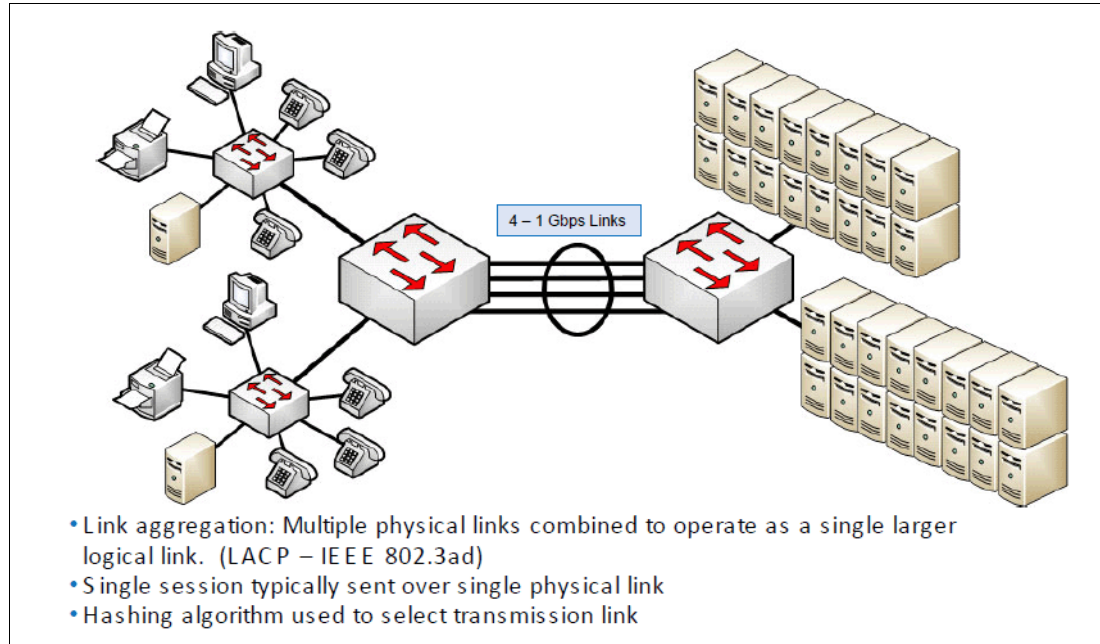 4 – 1 Gbps Links
• Link aggregation: Multiple physical links combined to operate as a single larger
logical link. (LACP – IEEE 802.3ad)
• Single session typically sent over single physical link
• Hashing algorithm used to select transmission link